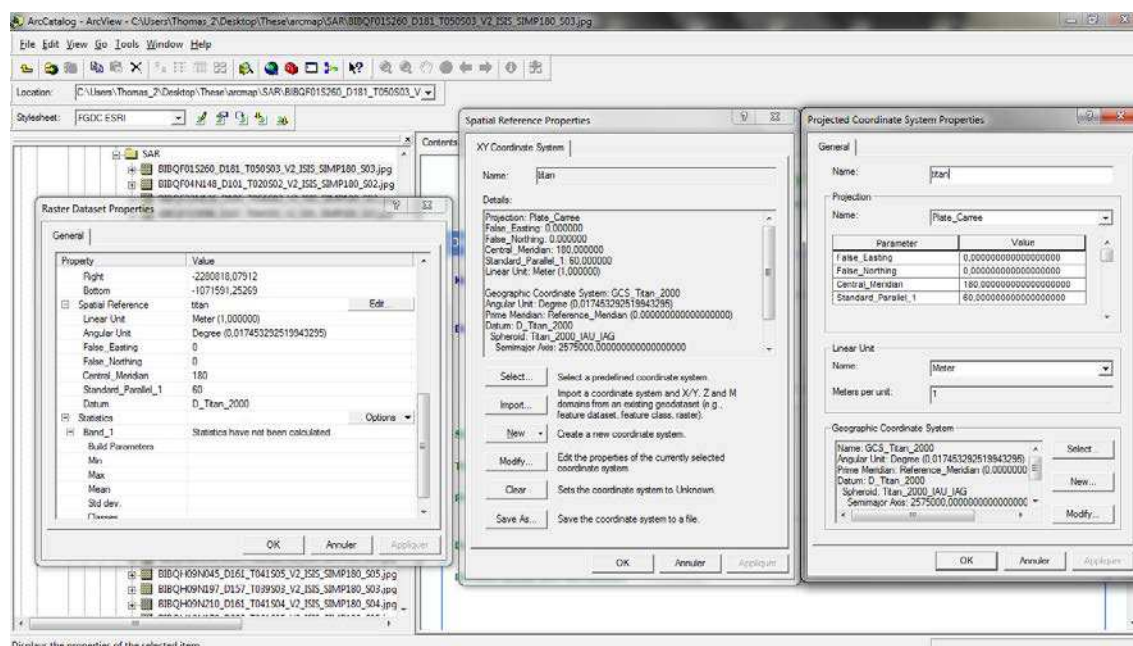 ArcCatalog - ArcView - C:\Users\Thomas_2\Desktop\These\arcmap\SAR\BIBQF01S260_D181_T050S03_V2_ISIS_SIMP180_S03.jpg
File Edit View Go Tools Window Help
Location: C:\Users\Thomas_2\Desktop\These\arcmap\SAR\BIBQF01S260_D181_T050S03_V
Stylesheet: FGDC ESRI
SAR
BIBQF01S260_D181_T050S03_V2_ISIS_SIMP180_S03.jpg
BIBQF04N148_D101_T020S02_V2_ISIS_SIMP180_S02.jpg
Contents
Raster Dataset Properties
General
Property Value
Right -2280818,07912
Bottom -1071591,25269
Spatial Reference titan Edit...
Linear Unit Meter (1,000000)
Angular Unit Degree (0,017453292519943295)
False_Easting 0
False_Northing 0
Central_Meridian 180
Standard_Parallel_1 60
Datum D_Titan_2000
Statistics Options
Band_1 Statistics have not been calculated.
Build Parameters
Min
Max
Mean
Std dev.
Classes
OK Annuler Appliquer
BIBQH09N045_D161_T041S05_V2_ISIS_SIMP180_S05.jpg
BIBQH09N197_D157_T039S03_V2_ISIS_SIMP180_S03.jpg
BIBQH09N210_D161_T041S04_V2_ISIS_SIMP180_S04.jpg
Displays the properties of the selected item
Spatial Reference Properties
XY Coordinate System
Name: titan
Details:
Projection: Plate_Carree
False_Easting: 0,000000
False_Northing: 0,000000
Central_Meridian: 180,000000
Standard_Parallel_1: 60,000000
Linear Unit: Meter (1,000000)
Geographic Coordinate System: GCS_Titan_2000
Angular Unit: Degree (0,017453292519943295)
Prime Meridian: Reference_Meridian (0,000000000000000000)
Datum: D_Titan_2000
Spheroid: Titan_2000_IAU_IAG
Semimajor Axis: 2575000,000000000000000000
Select... Select a predefined coordinate system.
Import... Import a coordinate system and X/Y, Z and M
domains from an existing geodataset (e.g.,
feature dataset, feature class, raster).
New Create a new coordinate system.
Modify... Edit the properties of the currently selected
coordinate system.
Clear Sets the coordinate system to Unknown.
Save As... Save the coordinate system to a file.
OK Annuler Appliquer
Projected Coordinate System Properties
General
Name: titan
Projection
Name: Plate_Carree
Parameter Value
False_Easting 0,000000000000000000
False_Northing 0,000000000000000000
Central_Meridian 180,000000000000000000
Standard_Parallel_1 60,000000000000000000
Linear Unit
Name: Meter
Meters per unit: 1
Geographic Coordinate System
Name: GCS_Titan_2000
Angular Unit: Degree (0,017453292519943295)
Prime Meridian: Reference_Meridian (0,0000000
Datum: D_Titan_2000
Spheroid: Titan_2000_IAU_IAG
Semimajor Axis: 2575000,0000000000000000
Select...
New...
Modify...
OK Annuler Appliquer